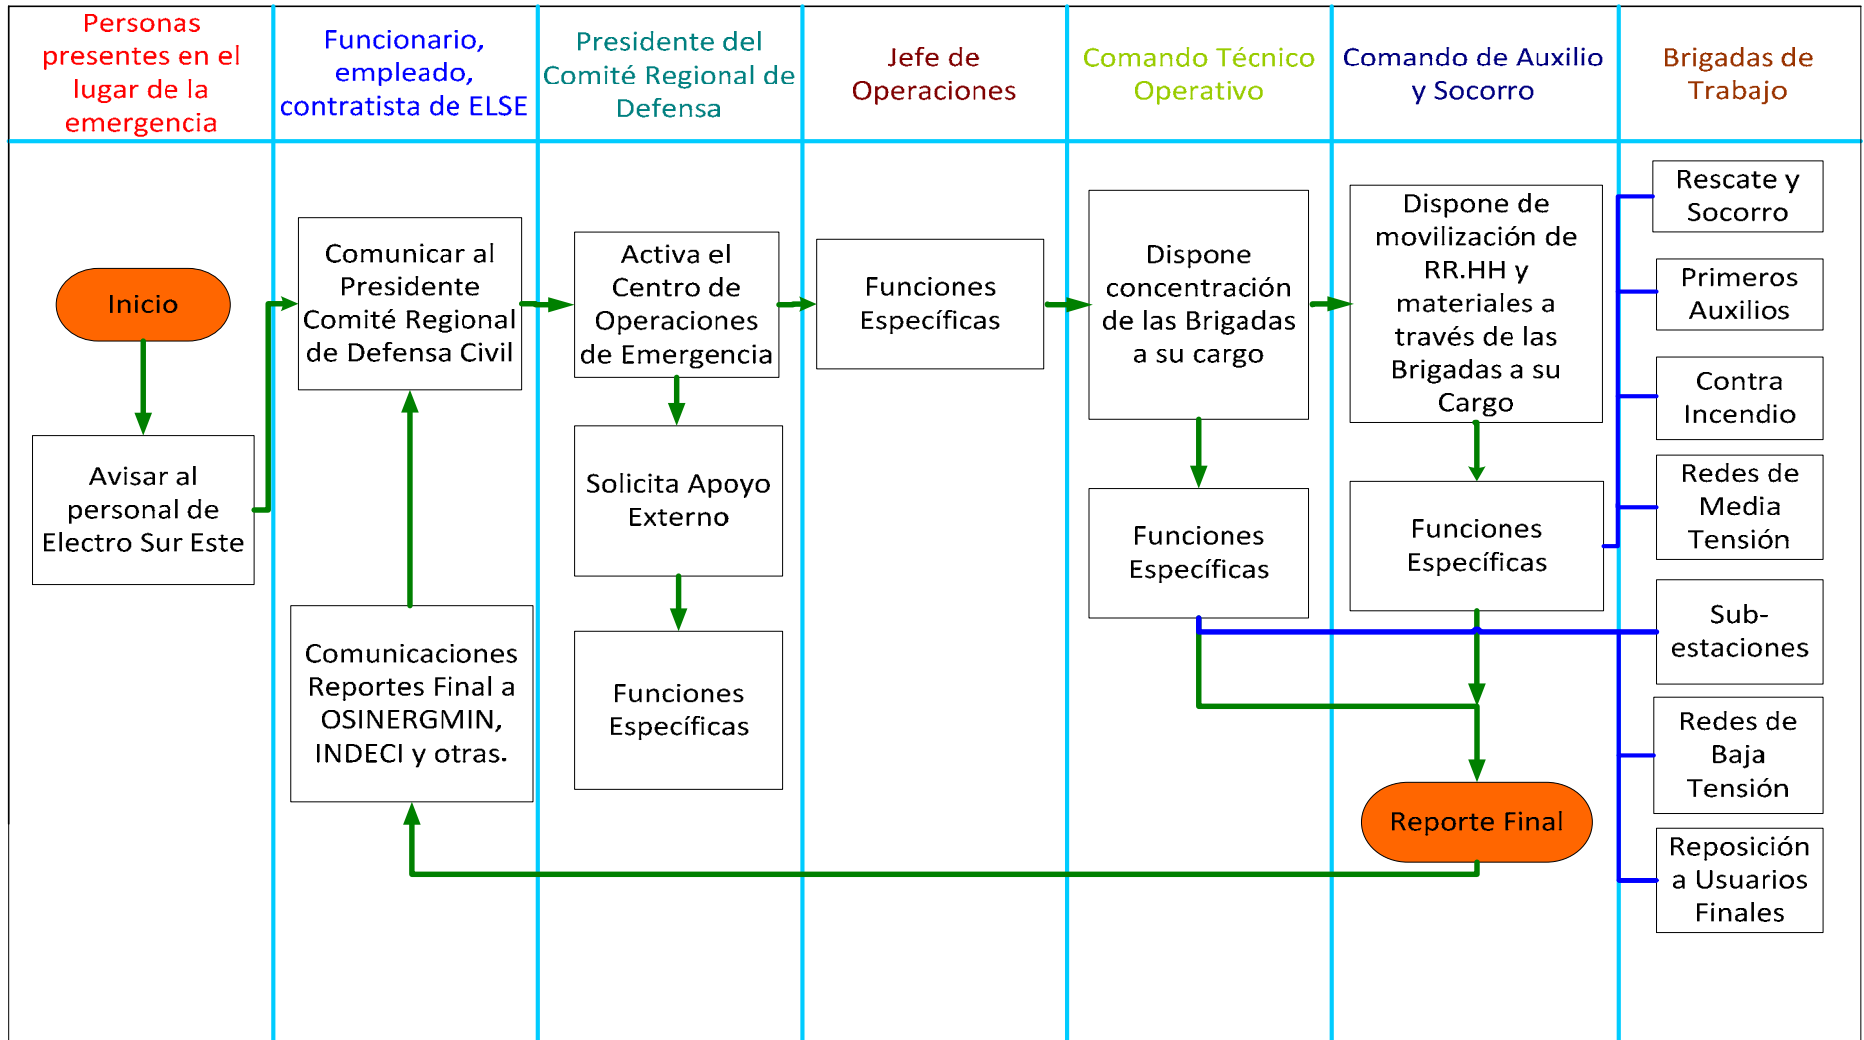 Personas
presentes en el
lugar de la
emergencia
Funcionario,
empleado,
contratista de ELSE
Presidente del
Comité Regional de
Defensa
Jefe de
Operaciones
Comando Técnico
Operativo
Comando de Auxilio
y Socorro
Brigadas de
Trabajo
Inicio
Avisar al
personal de
Electro Sur Este
Comunicar al
Presidente
Comité Regional
de Defensa Civil
Comunicaciones
Reportes Final a
OSINERGMIN,
INDECI y otras.
Activa el
Centro de
Operaciones
de Emergencia
Solicita Apoyo
Externo
Funciones
Específicas
Funciones
Específicas
Dispone
concentración
de las Brigadas
a su cargo
Funciones
Específicas
Dispone de
movilización de
RR.HH y
materiales a
través de las
Brigadas a su
Cargo
Funciones
Específicas
Reporte Final
Rescate y
Socorro
Primeros
Auxilios
Contra
Incendio
Redes de
Media
Tensión
Sub-
estaciones
Redes de
Baja
Tensión
Reposición
a Usuarios
Finales